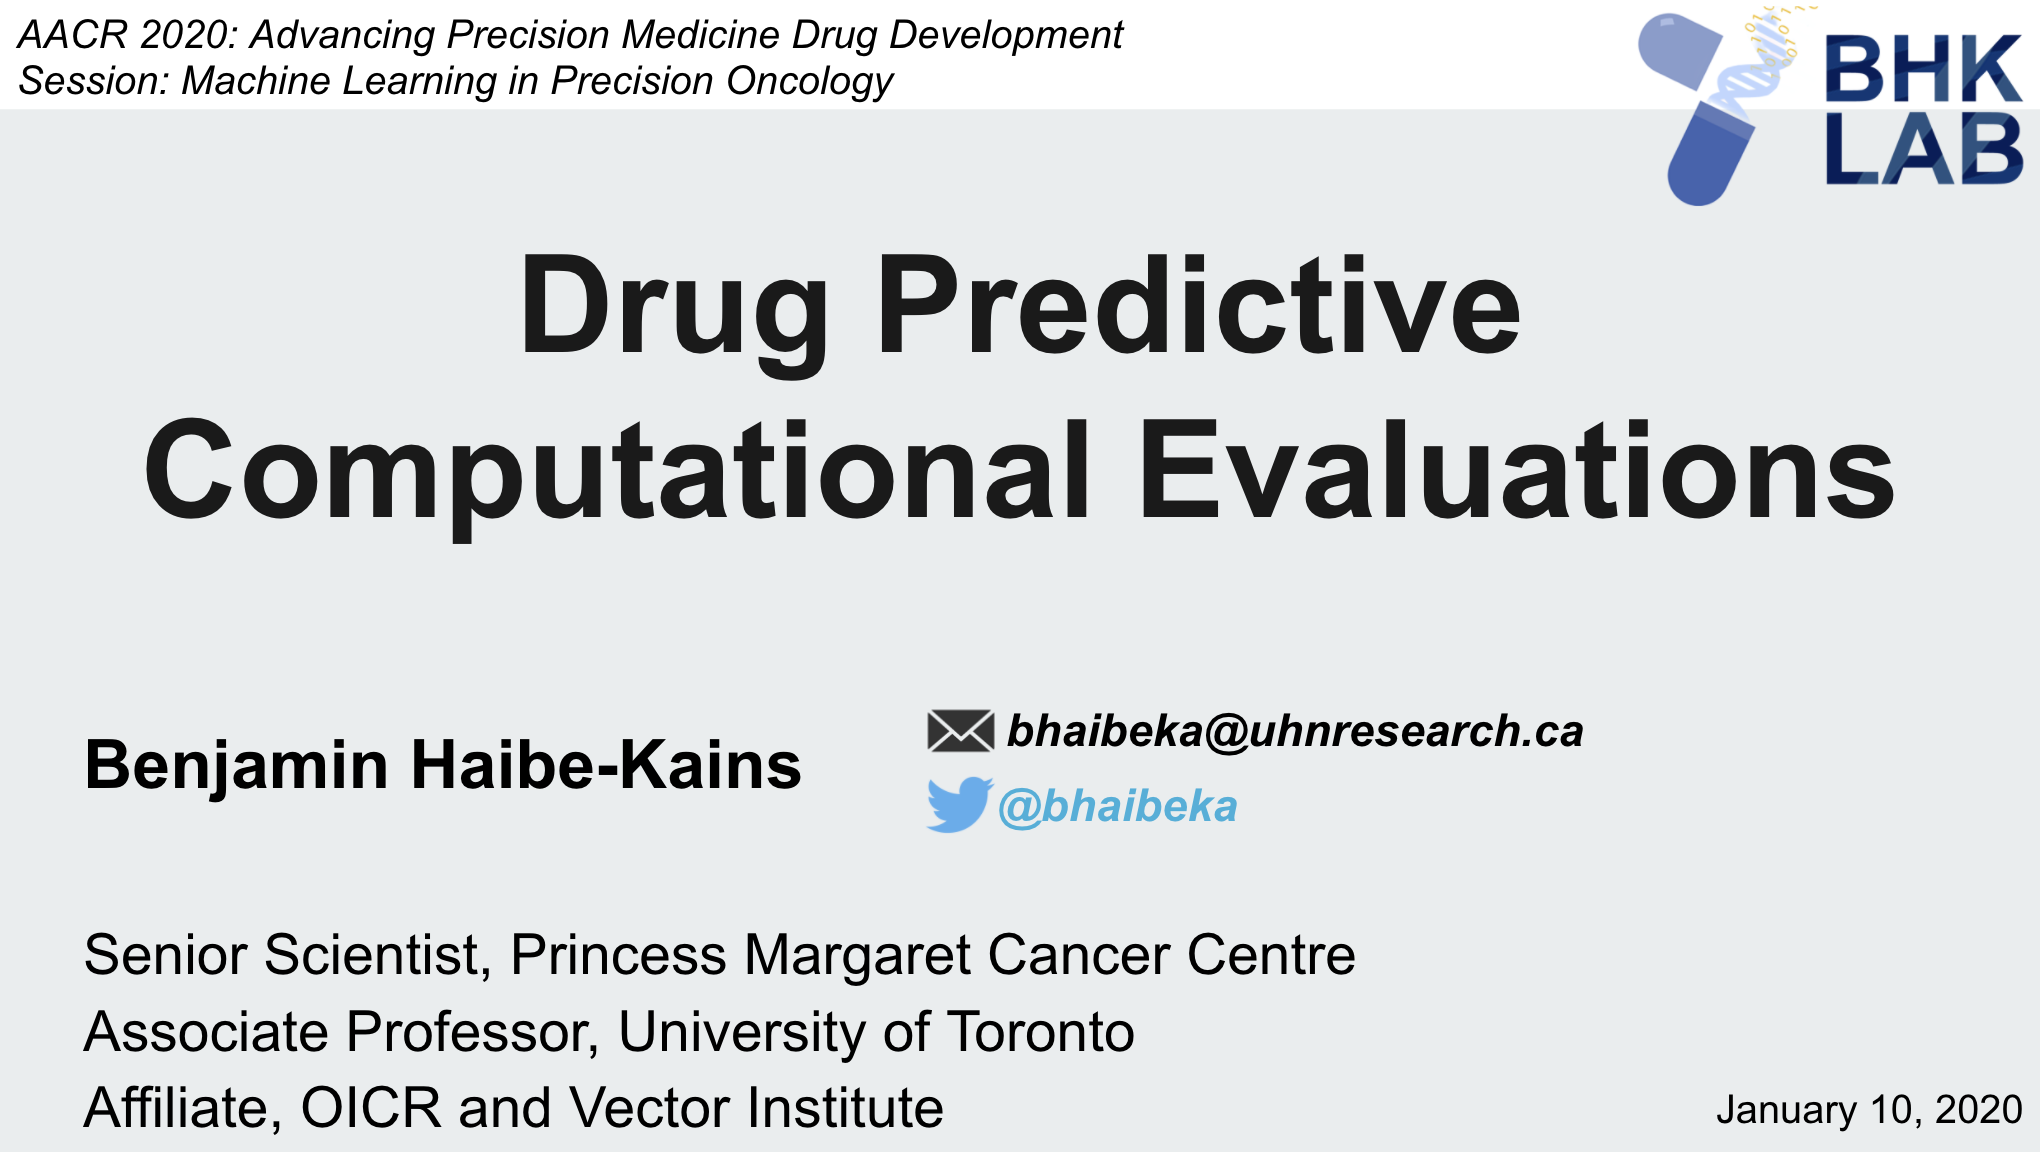 AACR 2020: Advancing Precision Medicine Drug Development
Session: Machine Learning in Precision Oncology
BHK
LAB
Drug Predictive
Computational Evaluations
Benjamin Haibe-Kains
bhaibeka@uhnresearch.ca
@bhaibeka
Senior Scientist, Princess Margaret Cancer Centre
Associate Professor, University of Toronto
Affiliate, OICR and Vector Institute
January 10, 2020